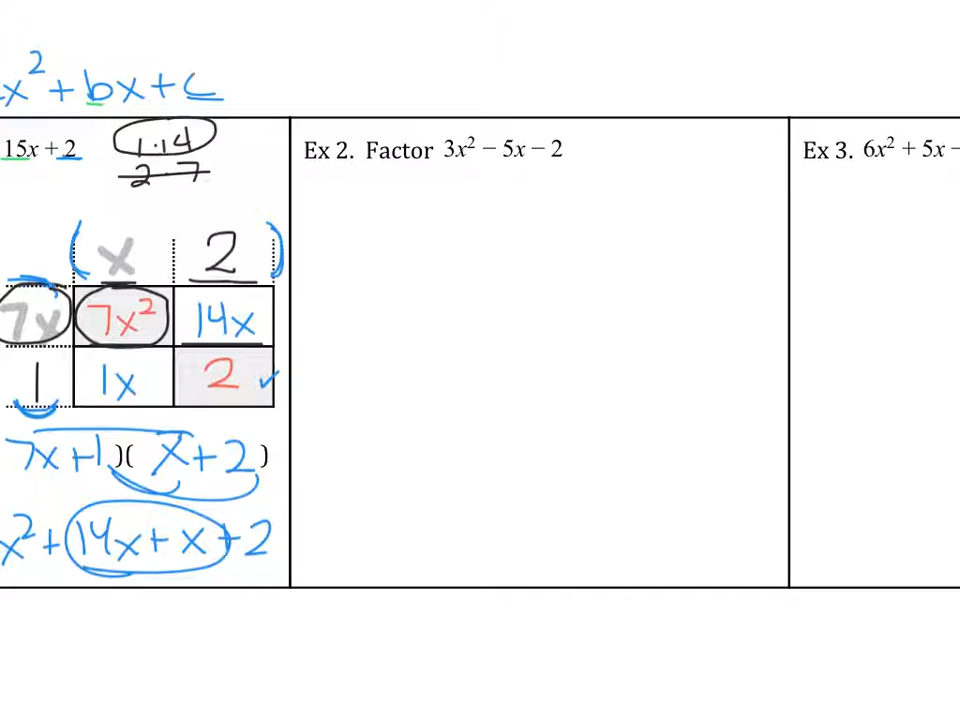 x² + bx + c
15x + 2
1·14
2 7
x 2
7x 7x² 14x
1 1x 2
7x+1 )( x+2 )
x² + 14x + x + 2
Ex 2. Factor 3x² − 5x − 2
Ex 3. 6x² + 5x −